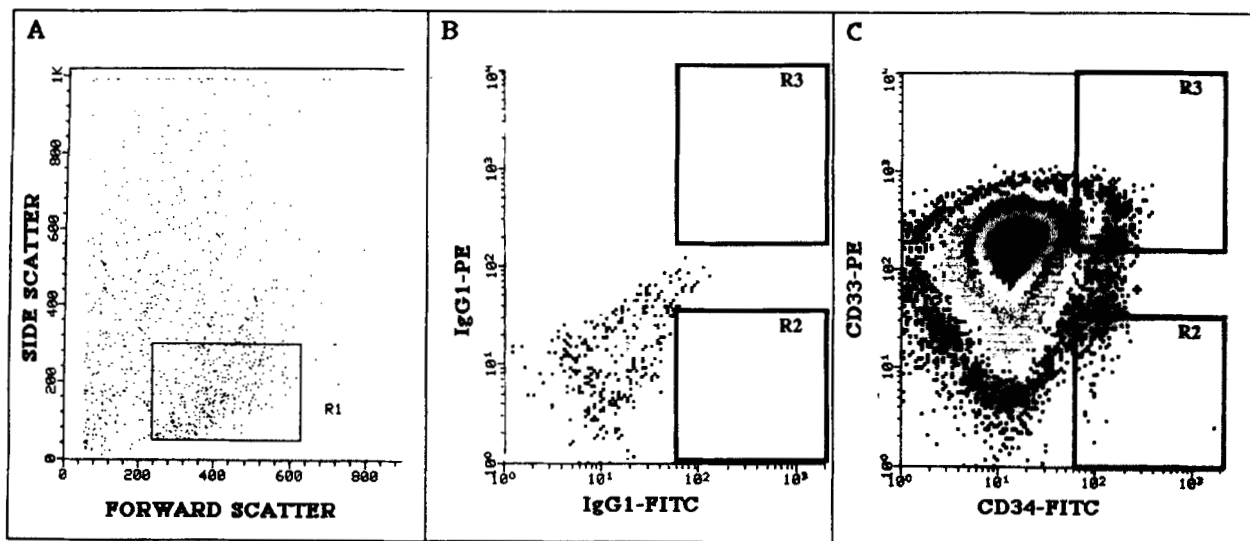 A
1K
800
600
400
200
0
SIDE SCATTER
R1
0 200 400 600 800
FORWARD SCATTER
B
10⁴
10³
10²
10¹
10⁰
IgG1-PE
R3
R2
10⁰ 10¹ 10² 10³
IgG1-FITC
C
10⁴
10³
10²
10¹
10⁰
CD33-PE
R3
R2
10⁰ 10¹ 10² 10³
CD34-FITC